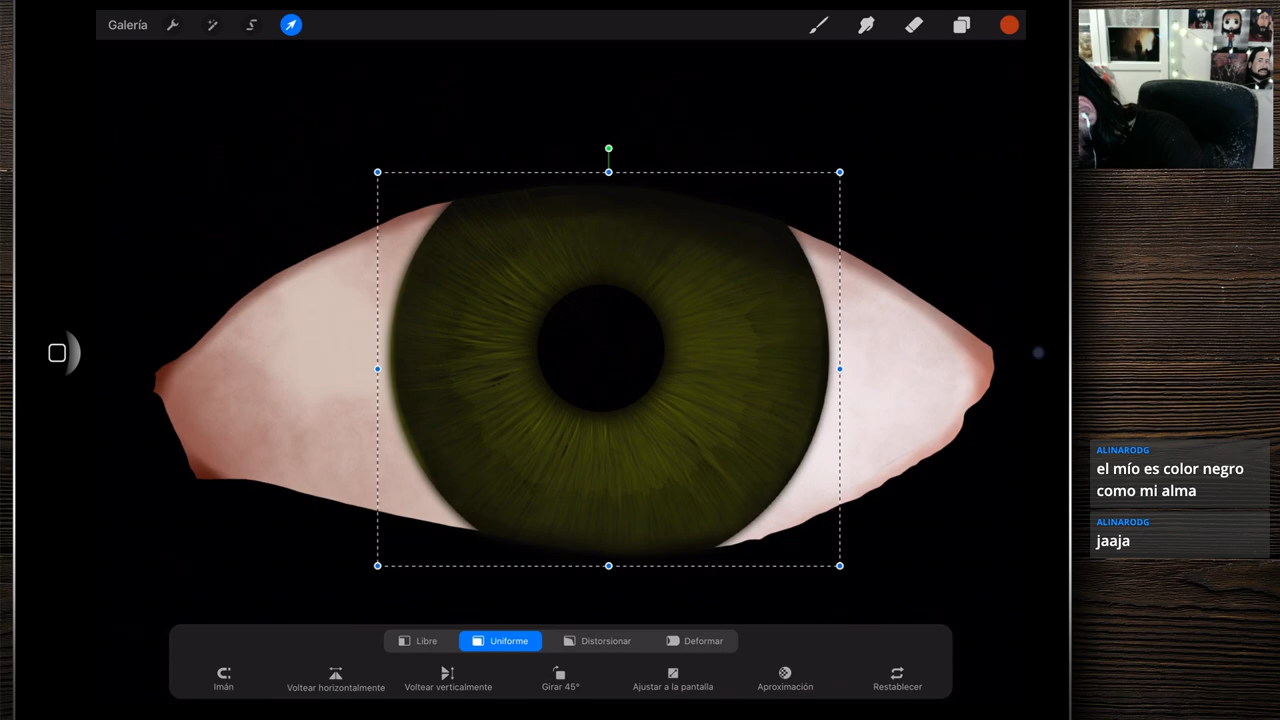 Galería
ALINARODG
el mío es color negro
como mi alma
ALINARODG
jaaja
Libre
Uniforme
Distorsionar
Deformar
Imán
Voltear horizontalmente
Voltear verticalmente
Girar 45°
Ajustar a la pantalla
Aproximación
Restablecer